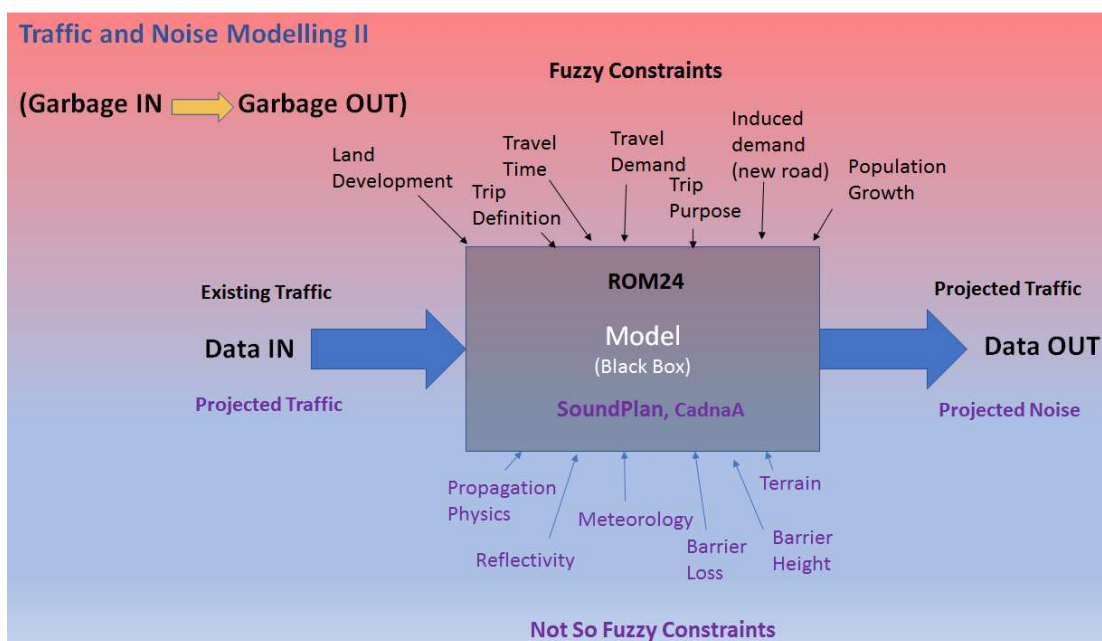 Traffic and Noise Modelling II
Fuzzy Constraints
(Garbage IN Garbage OUT)
Land
Development
Trip
Definition
Travel
Time
Travel
Demand
Trip
Purpose
Induced
demand
(new road)
Population
Growth
ROM24
Existing Traffic
Data IN
Projected Traffic
Model
(Black Box)
SoundPlan, CadnaA
Projected Traffic
Data OUT
Projected Noise
Propagation
Physics
Reflectivity
Meteorology
Barrier
Loss
Barrier
Height
Terrain
Not So Fuzzy Constraints